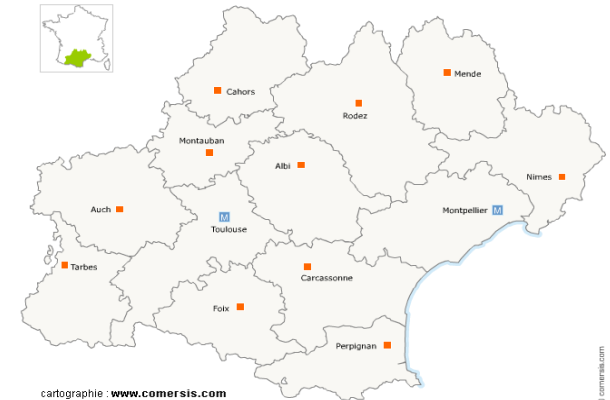 Mende
Cahors
Rodez
Montauban
Albi
Nimes
Auch
Montpellier
M
M
Toulouse
Tarbes
Carcassonne
Foix
Perpignan
cartographie : www.comersis.com
© comersis.com